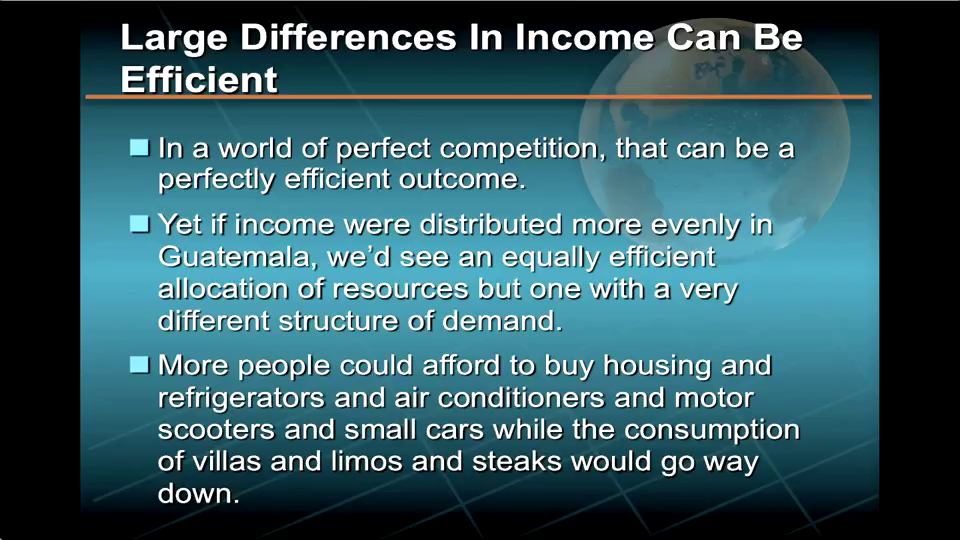 Large Differences In Income Can Be
Efficient
In a world of perfect competition, that can be a
perfectly efficient outcome.
Yet if income were distributed more evenly in
Guatemala, we'd see an equally efficient
allocation of resources but one with a very
different structure of demand.
More people could afford to buy housing and
refrigerators and air conditioners and motor
scooters and small cars while the consumption
of villas and limos and steaks would go way
down.